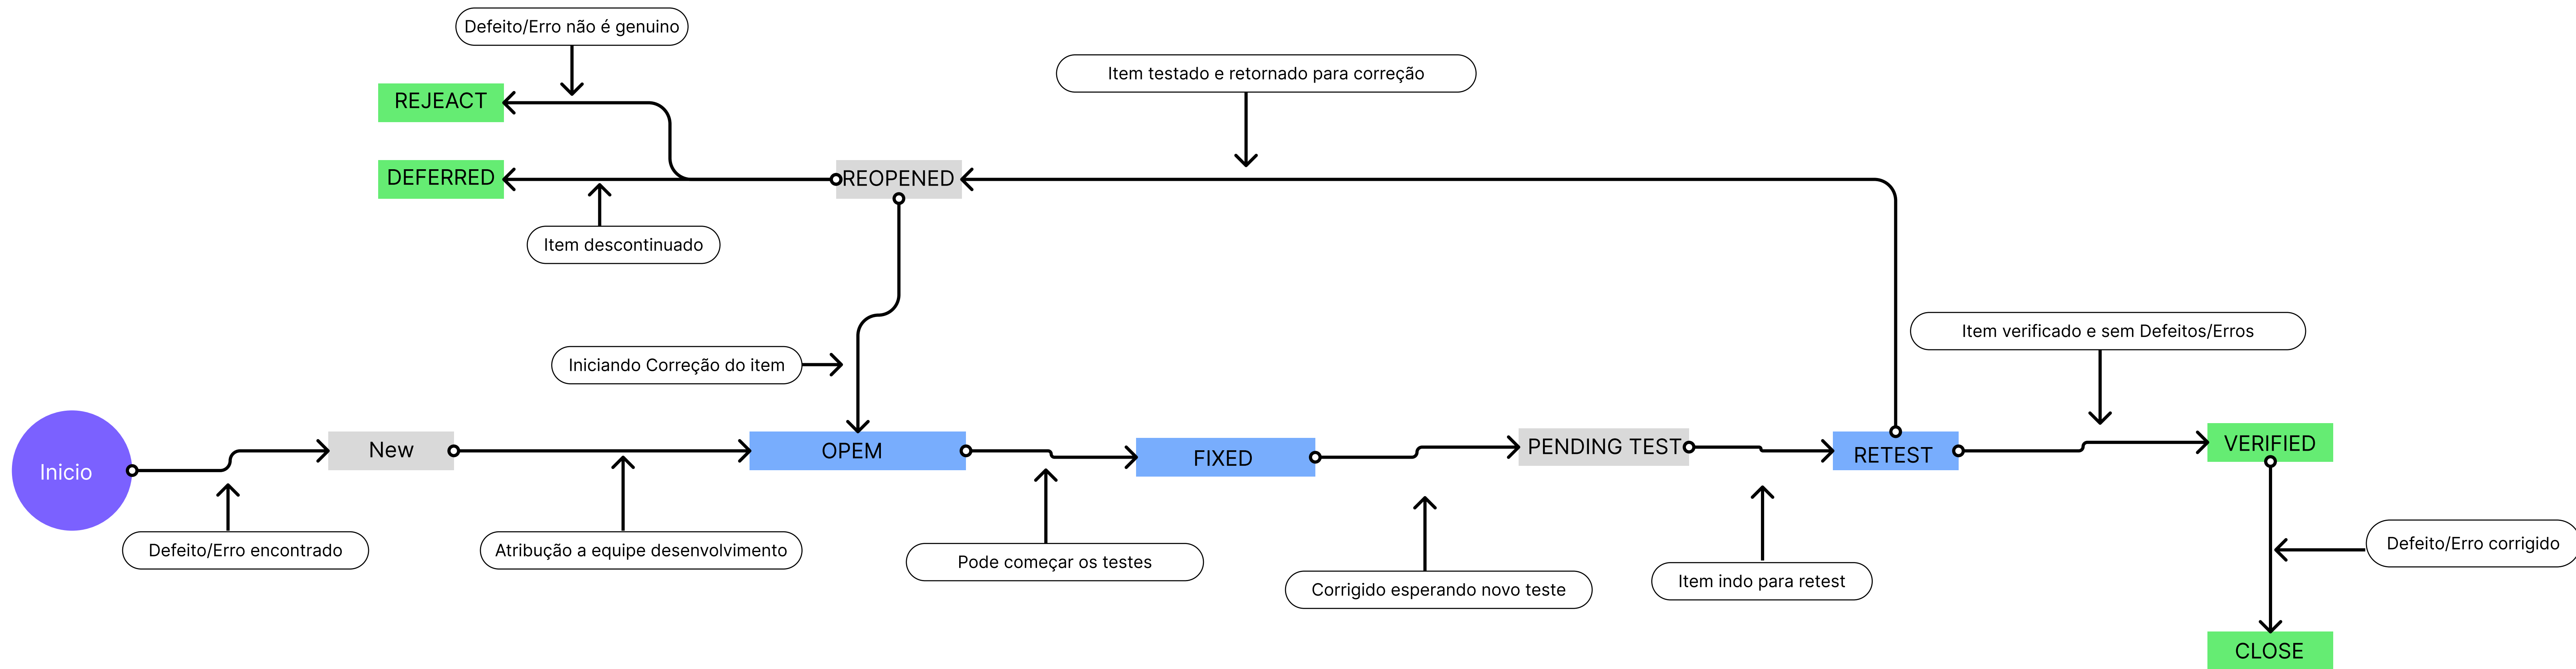 Defeito/Erro não é genuino
Item testado e retornado para correção
REJEACT
DEFERRED
REOPENED
Item descontinuado
Item verificado e sem Defeitos/Erros
Iniciando Correção do item
Inicio
New
OPEM
FIXED
PENDING TEST
RETEST
VERIFIED
Defeito/Erro encontrado
Atribução a equipe desenvolvimento
Pode começar os testes
Corrigido esperando novo teste
Item indo para retest
Defeito/Erro corrigido
CLOSE